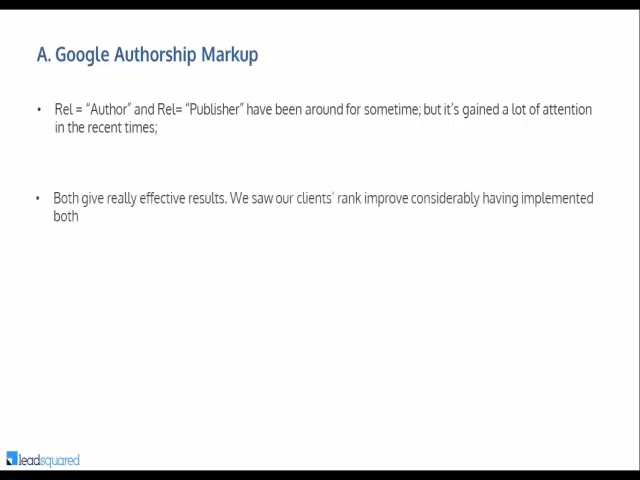 A. Google Authorship Markup
• Rel = “Author” and Rel= “Publisher” have been around for sometime; but it’s gained a lot of attention
in the recent times;
• Both give really effective results. We saw our clients’ rank improve considerably having implemented
both
leadsquared